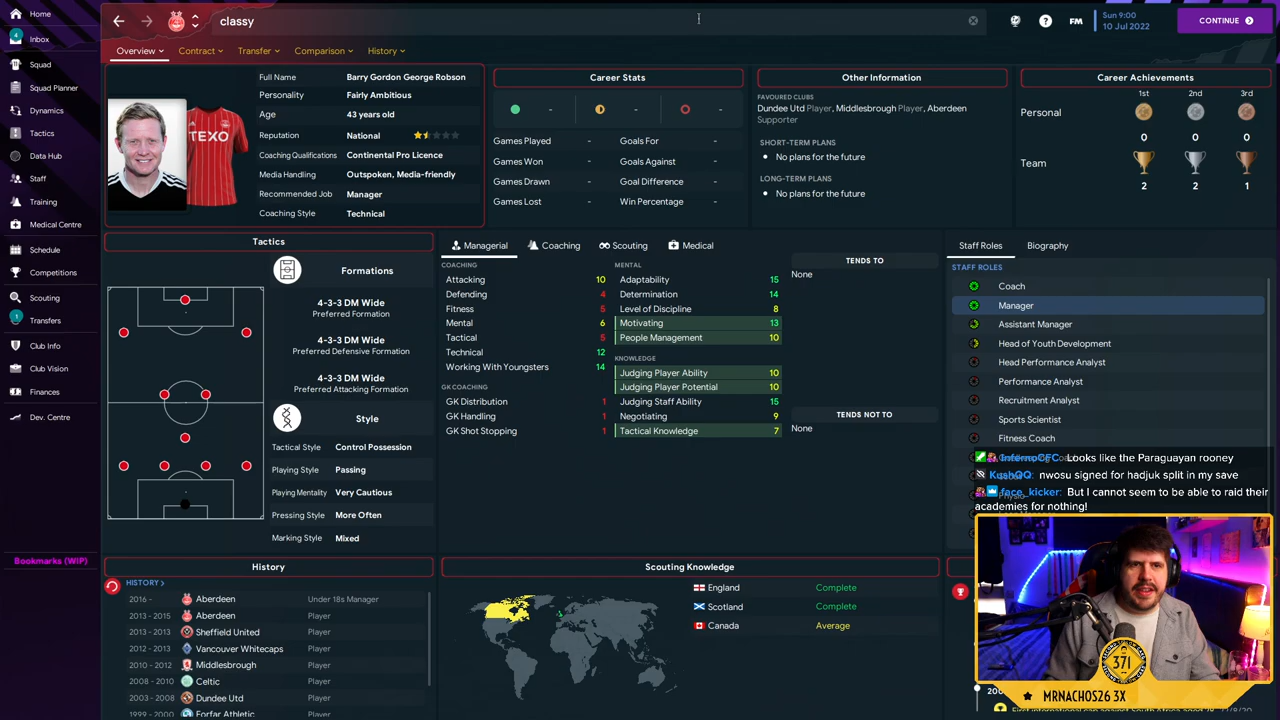 Home
classy
Sun 9:00
10 Jul 2022
FM
CONTINUE
4
Inbox
Overview
Contract
Transfer
Comparison
History
Squad
Squad Planner
Dynamics
Tactics
Data Hub
Staff
Training
Medical Centre
Schedule
Competitions
Scouting
1
Transfers
Club Info
Club Vision
Finances
Dev. Centre
Bookmarks (WIP)
TEXO
Full Name Barry Gordon George Robson
Personality Fairly Ambitious
Age 43 years old
Reputation National
Coaching Qualifications Continental Pro Licence
Media Handling Outspoken, Media-friendly
Recommended Job Manager
Coaching Style Technical
Career Stats
- - -
Games Played - Goals For -
Games Won - Goals Against -
Games Drawn - Goal Difference -
Games Lost - Win Percentage -
Other Information
FAVOURED CLUBS
Dundee Utd Player, Middlesbrough Player, Aberdeen
Supporter
SHORT-TERM PLANS
• No plans for the future
LONG-TERM PLANS
• No plans for the future
Career Achievements
1st 2nd 3rd
Personal
0 0 0
Team
2 2 1
Tactics
Formations
4-3-3 DM Wide
Preferred Formation
4-3-3 DM Wide
Preferred Defensive Formation
4-3-3 DM Wide
Preferred Attacking Formation
Style
Tactical Style Control Possession
Playing Style Passing
Playing Mentality Very Cautious
Pressing Style More Often
Marking Style Mixed
Managerial Coaching Scouting Medical
COACHING
Attacking 10
Defending 4
Fitness 5
Mental 6
Tactical 5
Technical 12
Working With Youngsters 14
GK COACHING
GK Distribution 1
GK Handling 1
GK Shot Stopping 1
MENTAL
Adaptability 15
Determination 14
Level of Discipline 8
Motivating 13
People Management 10
KNOWLEDGE
Judging Player Ability 10
Judging Player Potential 10
Judging Staff Ability 15
Negotiating 9
Tactical Knowledge 7
TENDS TO
None
TENDS NOT TO
None
Staff Roles Biography
STAFF ROLES
Coach
Manager
Assistant Manager
Head of Youth Development
Head Performance Analyst
Performance Analyst
Recruitment Analyst
Sports Scientist
Fitness Coach
InfernoCFC: Looks like the Paraguayan rooney
KushQQ: nwosu signed for hadjuk split in my save
face_kicker: But I cannot seem to be able to raid their
academies for nothing!
History
HISTORY >
2016 - Aberdeen Under 18s Manager
2013 - 2015 Aberdeen Player
2013 - 2013 Sheffield United Player
2012 - 2013 Vancouver Whitecaps Player
2010 - 2012 Middlesbrough Player
2008 - 2010 Celtic Player
2003 - 2008 Dundee Utd Player
1999 - 2000 Forfar Athletic Player
Scouting Knowledge
England Complete
Scotland Complete
Canada Average
371
MRNACHOS26 3X